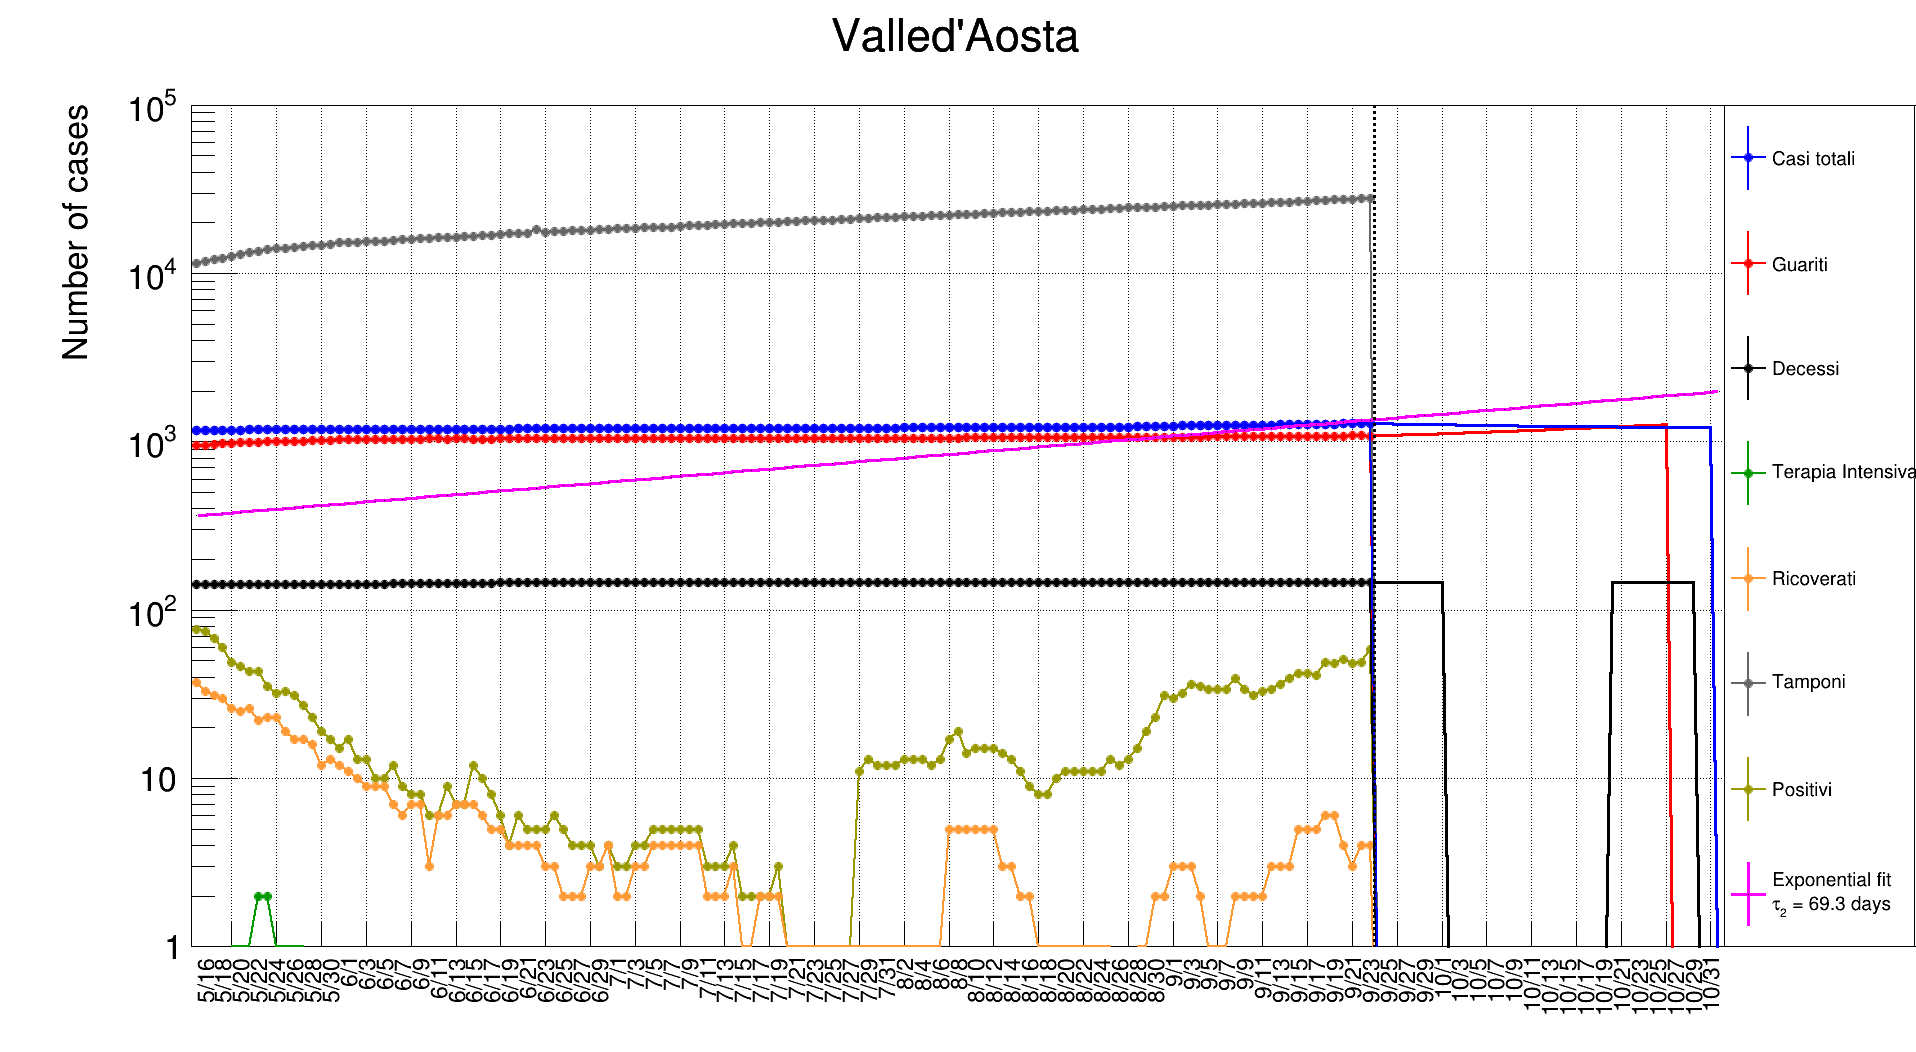 Valled'Aosta
Number of cases
10^5
10^4
10^3
10^2
10
1
5/16 5/18 5/20 5/22 5/24 5/26 5/28 5/30 6/1 6/3 6/5 6/7 6/9 6/11 6/13 6/15 6/17 6/19 6/21 6/23 6/25 6/27 6/29 7/1 7/3 7/5 7/7 7/9 7/11 7/13 7/15 7/17 7/19 7/21 7/23 7/25 7/27 7/29 7/31 8/2 8/4 8/6 8/8 8/10 8/12 8/14 8/16 8/18 8/20 8/22 8/24 8/26 8/28 8/30 9/1 9/3 9/5 9/7 9/9 9/11 9/13 9/15 9/17 9/19 9/21 9/23 9/25 9/27 9/29 10/1 10/3 10/5 10/7 10/9 10/11 10/13 10/15 10/17 10/19 10/21 10/23 10/25 10/27 10/29 10/31
Casi totali
Guariti
Decessi
Terapia Intensiva
Ricoverati
Tamponi
Positivi
Exponential fit
τ₂ = 69.3 days